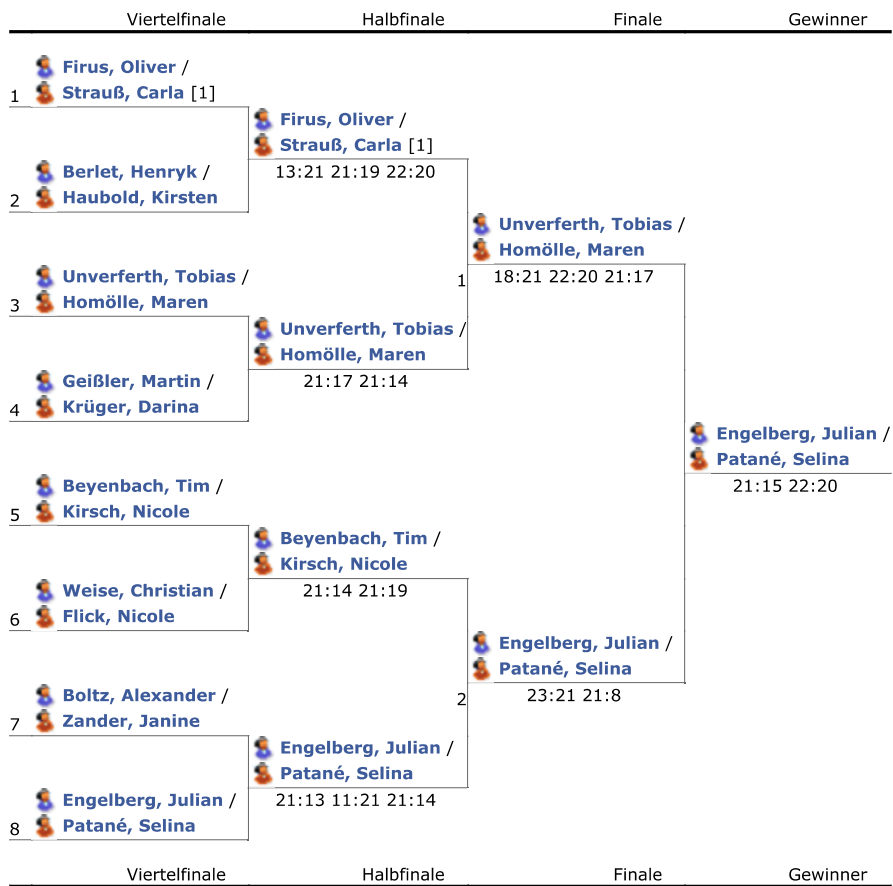 Viertelfinale Halbfinale Finale Gewinner
Firus, Oliver /
1 Strauß, Carla [1]
Firus, Oliver /
Strauß, Carla [1]
13:21 21:19 22:20
Berlet, Henryk /
2 Haubold, Kirsten
Unverferth, Tobias /
Homölle, Maren
1 18:21 22:20 21:17
Unverferth, Tobias /
3 Homölle, Maren
Unverferth, Tobias /
Homölle, Maren
21:17 21:14
Geißler, Martin /
4 Krüger, Darina
Engelberg, Julian /
Patané, Selina
21:15 22:20
Beyenbach, Tim /
5 Kirsch, Nicole
Beyenbach, Tim /
Kirsch, Nicole
21:14 21:19
Weise, Christian /
6 Flick, Nicole
Engelberg, Julian /
Patané, Selina
2 23:21 21:8
Boltz, Alexander /
7 Zander, Janine
Engelberg, Julian /
Patané, Selina
21:13 11:21 21:14
Engelberg, Julian /
8 Patané, Selina
Viertelfinale Halbfinale Finale Gewinner